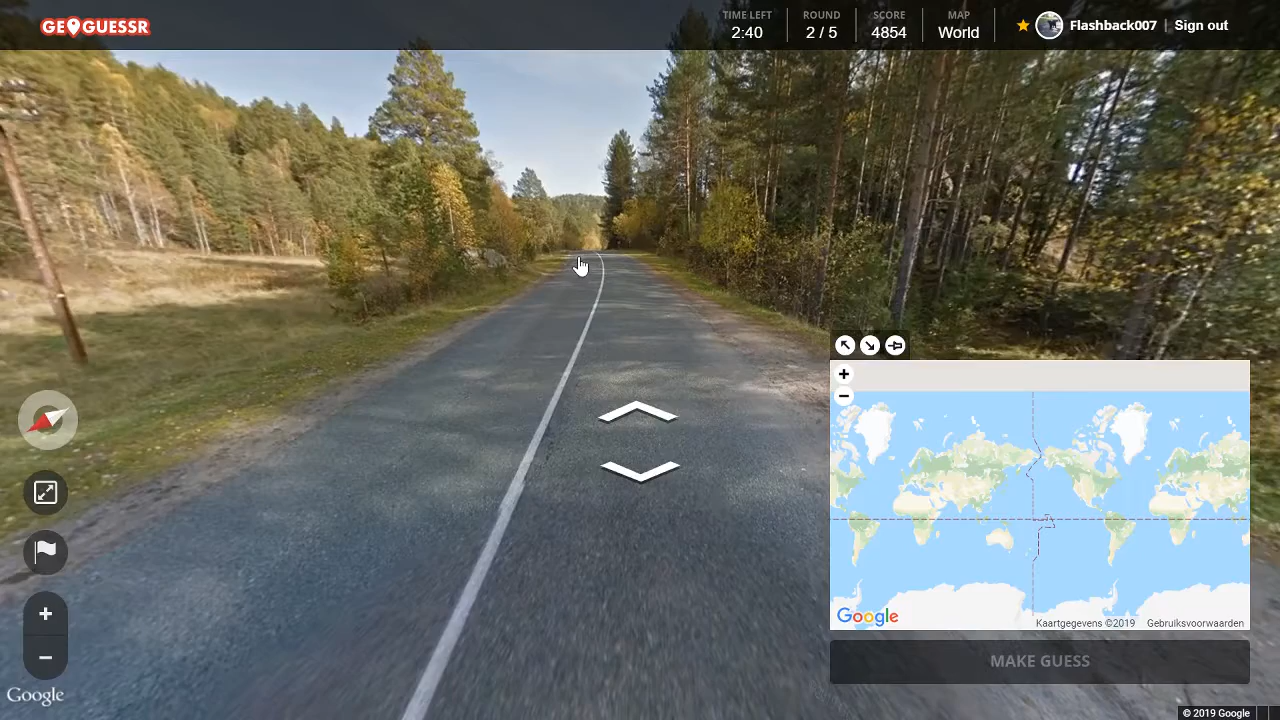 GEOGUESSR
TIME LEFT
2:40
ROUND
2 / 5
SCORE
4854
MAP
World
Flashback007 | Sign out
Google
Kaartgegevens ©2019 Gebruiksvoorwaarden
MAKE GUESS
Google
© 2019 Google